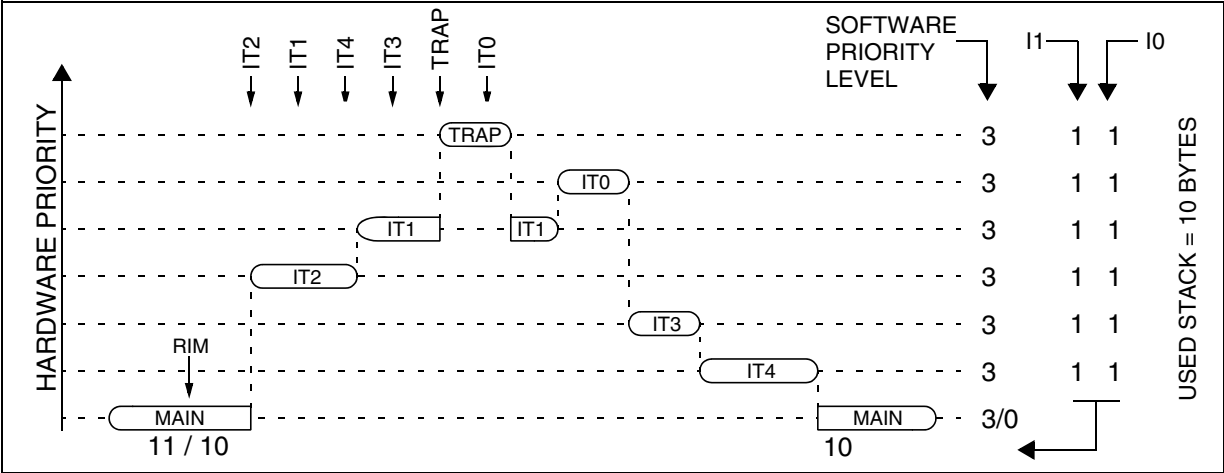 IT2
IT1
IT4
IT3
TRAP
IT0
SOFTWARE
PRIORITY
LEVEL
I1
I0
HARDWARE PRIORITY
TRAP
3
1 1
IT0
3
1 1
IT1
IT1
3
1 1
IT2
3
1 1
IT3
3
1 1
RIM
IT4
3
1 1
MAIN
MAIN
3/0
11 / 10
10
USED STACK = 10 BYTES